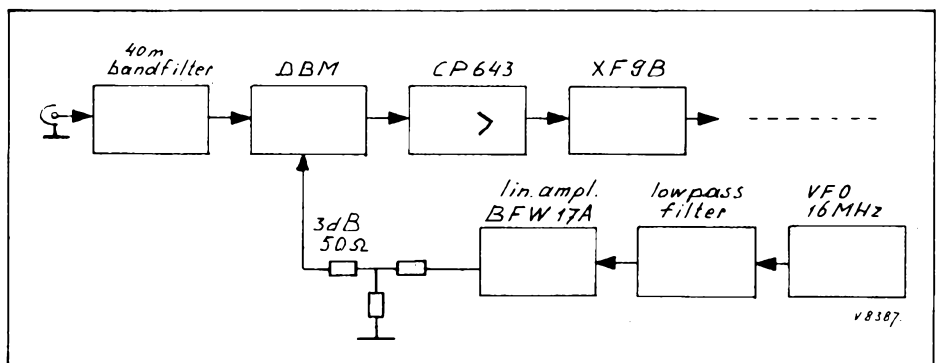 40m
bandfilter
DBM
CP643
XF9B
>
3dB
50Ω
lin.ampl.
BFW17A
lowpass
filter
VFO
16MHz
v8387.